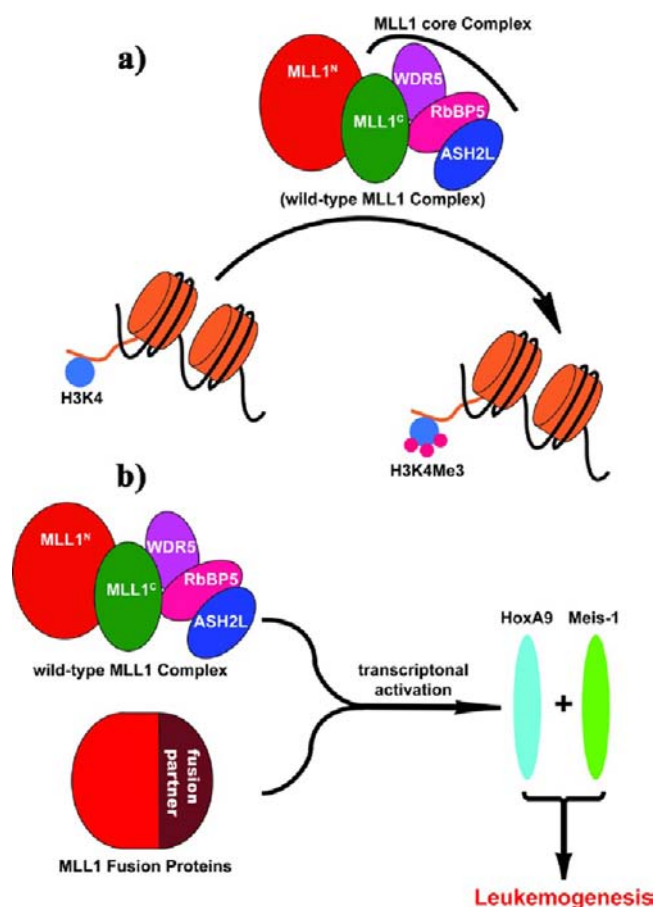 a)
MLL1 core Complex
MLL1ᴺ
WDR5
MLL1ᶜ
RbBP5
ASH2L
(wild-type MLL1 Complex)
H3K4
H3K4Me3
b)
MLL1ᴺ
WDR5
MLL1ᶜ
RbBP5
ASH2L
wild-type MLL1 Complex
fusion
partner
MLL1 Fusion Proteins
transcriptonal
activation
HoxA9
Meis-1
+
Leukemogenesis